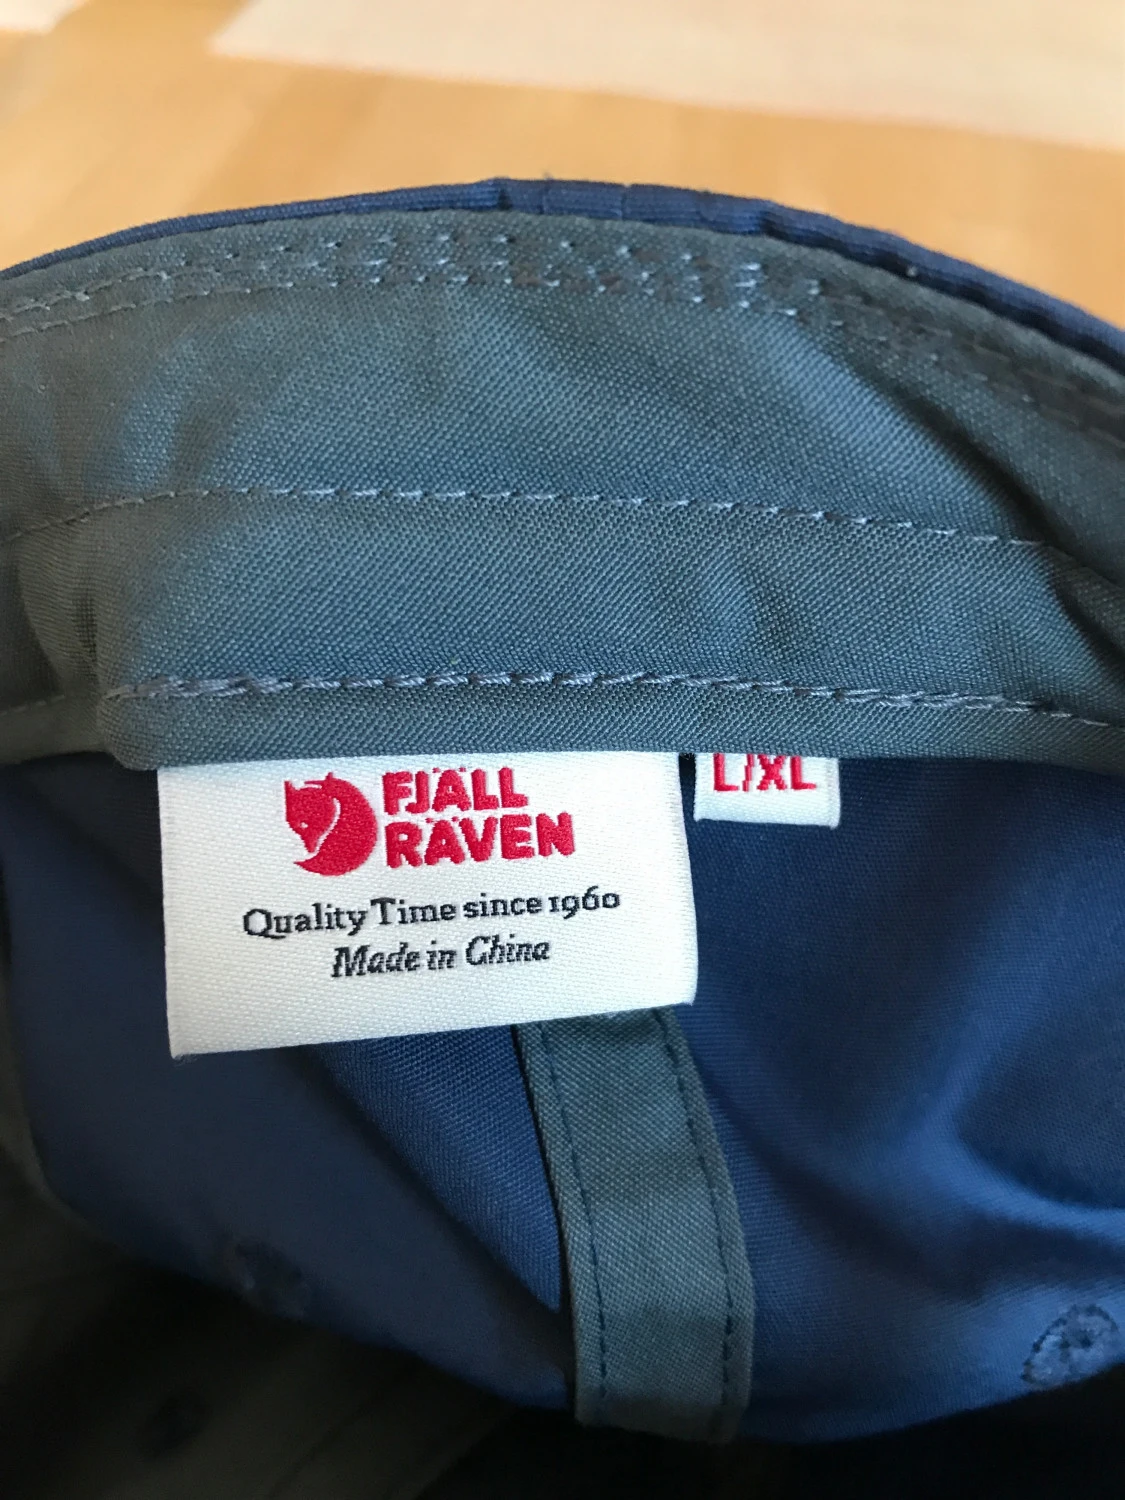 FJÄLL
RÄVEN
Quality Time since 1960
Made in China
L/XL